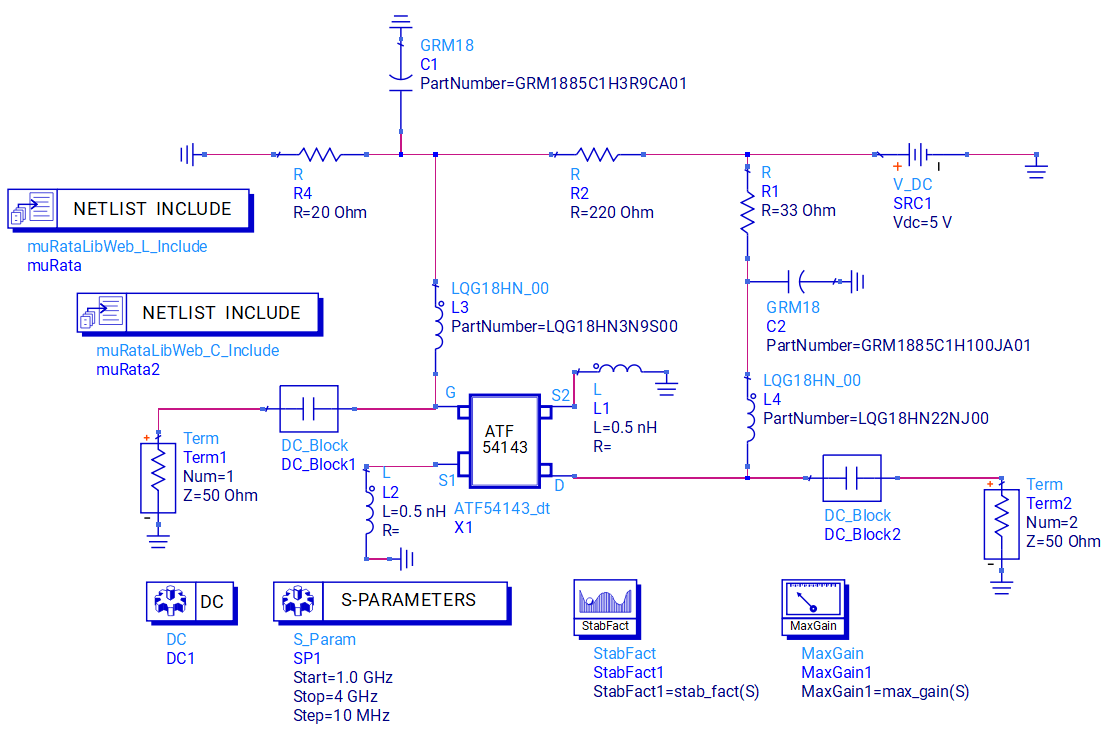 GRM18
C1
PartNumber=GRM1885C1H3R9CA01
R
R4
R=20 Ohm
R
R2
R=220 Ohm
R
R1
R=33 Ohm
+
I
V_DC
SRC1
Vdc=5 V
NETLIST INCLUDE
muRataLibWeb_L_Include
muRata
NETLIST INCLUDE
muRataLibWeb_C_Include
muRata2
LQG18HN_00
L3
PartNumber=LQG18HN3N9S00
GRM18
C2
PartNumber=GRM1885C1H100JA01
LQG18HN_00
L4
PartNumber=LQG18HN22NJ00
G
S2
S1
D
ATF
54143
ATF54143_dt
X1
L
L1
L=0.5 nH
R=
L
L2
L=0.5 nH
R=
DC_Block
DC_Block1
+
Term
Term1
Num=1
Z=50 Ohm
-
DC_Block
DC_Block2
+
Term
Term2
Num=2
Z=50 Ohm
-
DC
DC
DC1
S-PARAMETERS
S_Param
SP1
Start=1.0 GHz
Stop=4 GHz
Step=10 MHz
StabFact
StabFact
StabFact1
StabFact1=stab_fact(S)
MaxGain
MaxGain
MaxGain1
MaxGain1=max_gain(S)